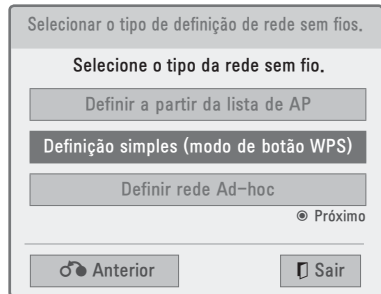 Selecionar o tipo de definição de rede sem fios.
Selecione o tipo da rede sem fio.
Definir a partir da lista de AP
Definição simples (modo de botão WPS)
Definir rede Ad-hoc
Próximo
Anterior
Sair